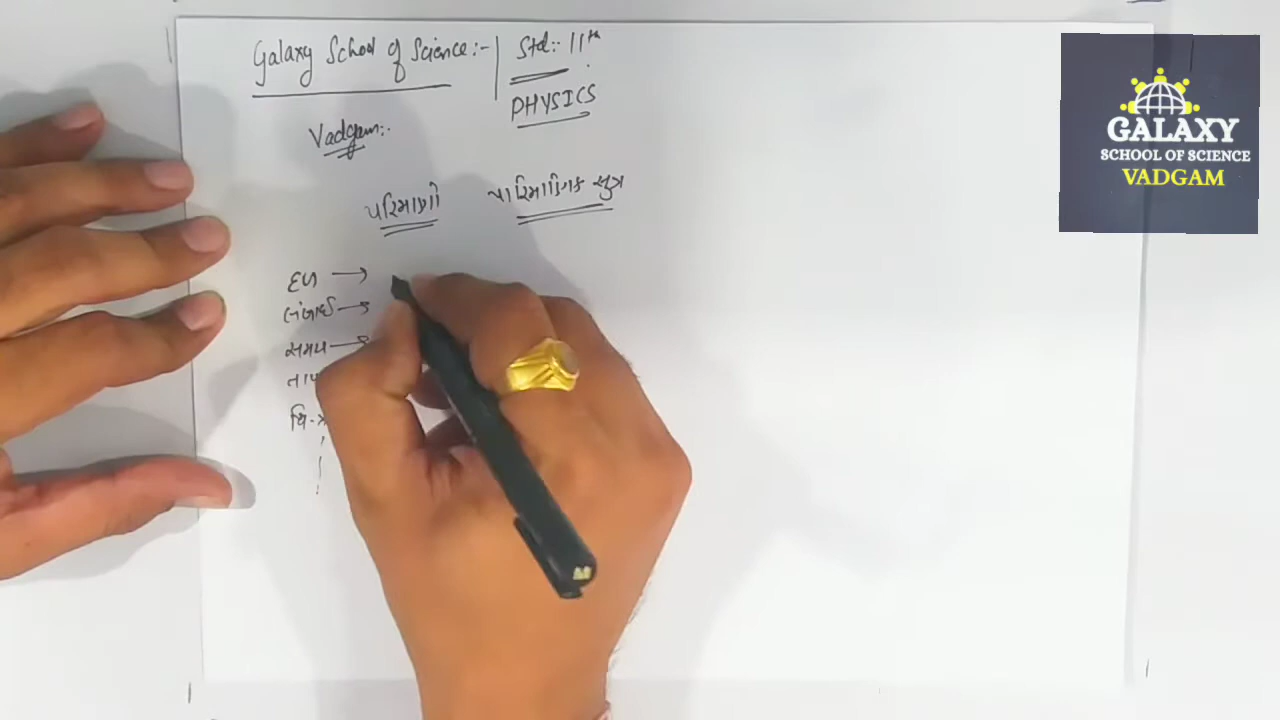 Galaxy School of Science:- | Std:- 11th
PHYSICS
Vadgam:-
પરિમાણો પારિમાણિક સુત્ર
દળ →
લંબાઈ →
સમય →
તાપ
વિ-પ્ર
GALAXY
SCHOOL OF SCIENCE
VADGAM